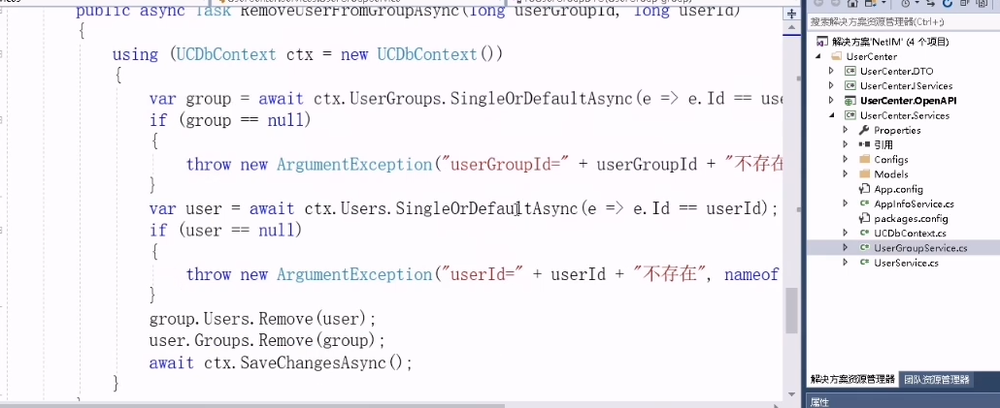 public async Task RemoveUserFromGroupAsync(long userGroupId, long userId)
{
using (UCDbContext ctx = new UCDbContext())
{
var group = await ctx.UserGroups.SingleOrDefaultAsync(e => e.Id == use
if (group == null)
{
throw new ArgumentException("userGroupId=" + userGroupId + "不存在
}
var user = await ctx.Users.SingleOrDefaultAsync(e => e.Id == userId);
if (user == null)
{
throw new ArgumentException("userId=" + userId + "不存在", nameof
}
group.Users.Remove(user);
user.Groups.Remove(group);
await ctx.SaveChangesAsync();
}
搜索解决方案资源管理器(Ctrl+;)
解决方案'NetIM' (4 个项目)
UserCenter
UserCenter.DTO
UserCenter.IServices
UserCenter.OpenAPI
UserCenter.Services
Properties
引用
Configs
Models
App.config
AppInfoService.cs
packages.config
UCDbContext.cs
UserGroupService.cs
UserService.cs
解决方案资源管理器 团队资源管理器
属性